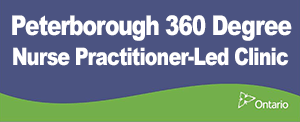 Peterborough 360 Degree
Nurse Practitioner-Led Clinic
Ontario